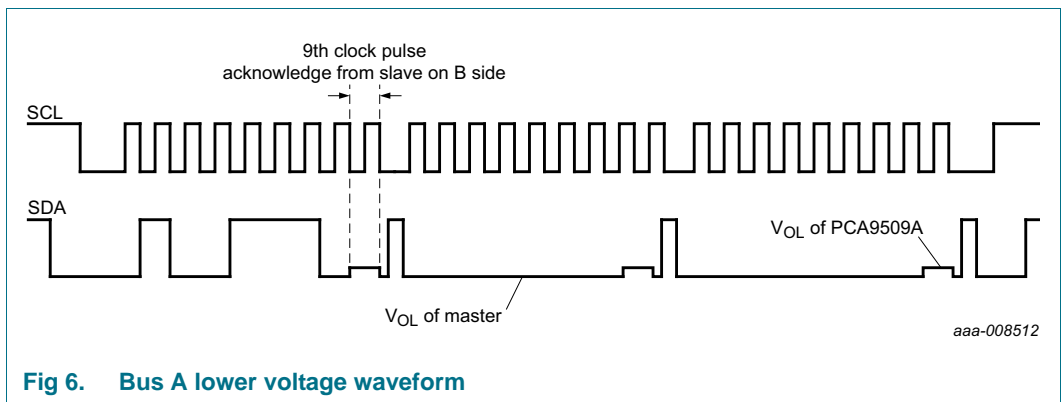 9th clock pulse
acknowledge from slave on B side
SCL
SDA
VOL of PCA9509A
VOL of master
aaa-008512
Fig 6. Bus A lower voltage waveform